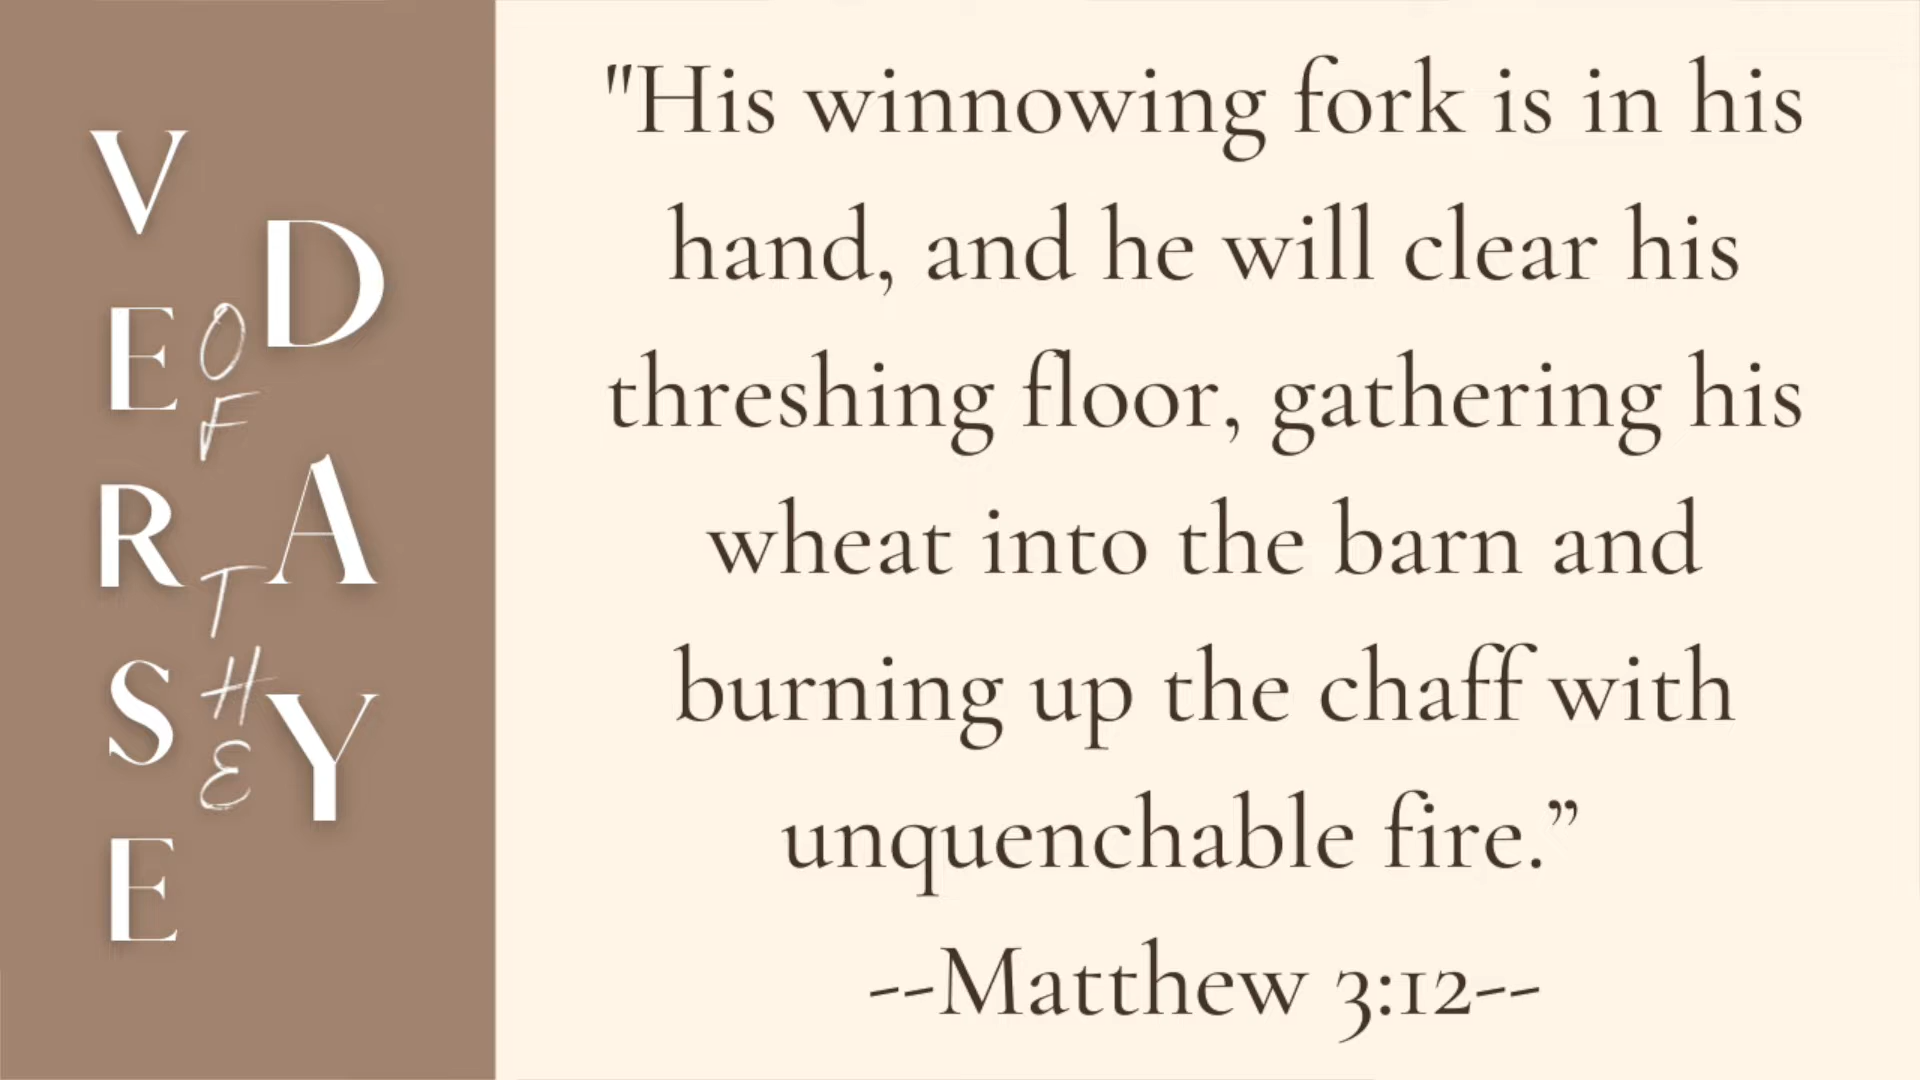 VERSE
OF
THE
DAY
"His winnowing fork is in his
hand, and he will clear his
threshing floor, gathering his
wheat into the barn and
burning up the chaff with
unquenchable fire.”
--Matthew 3:12--